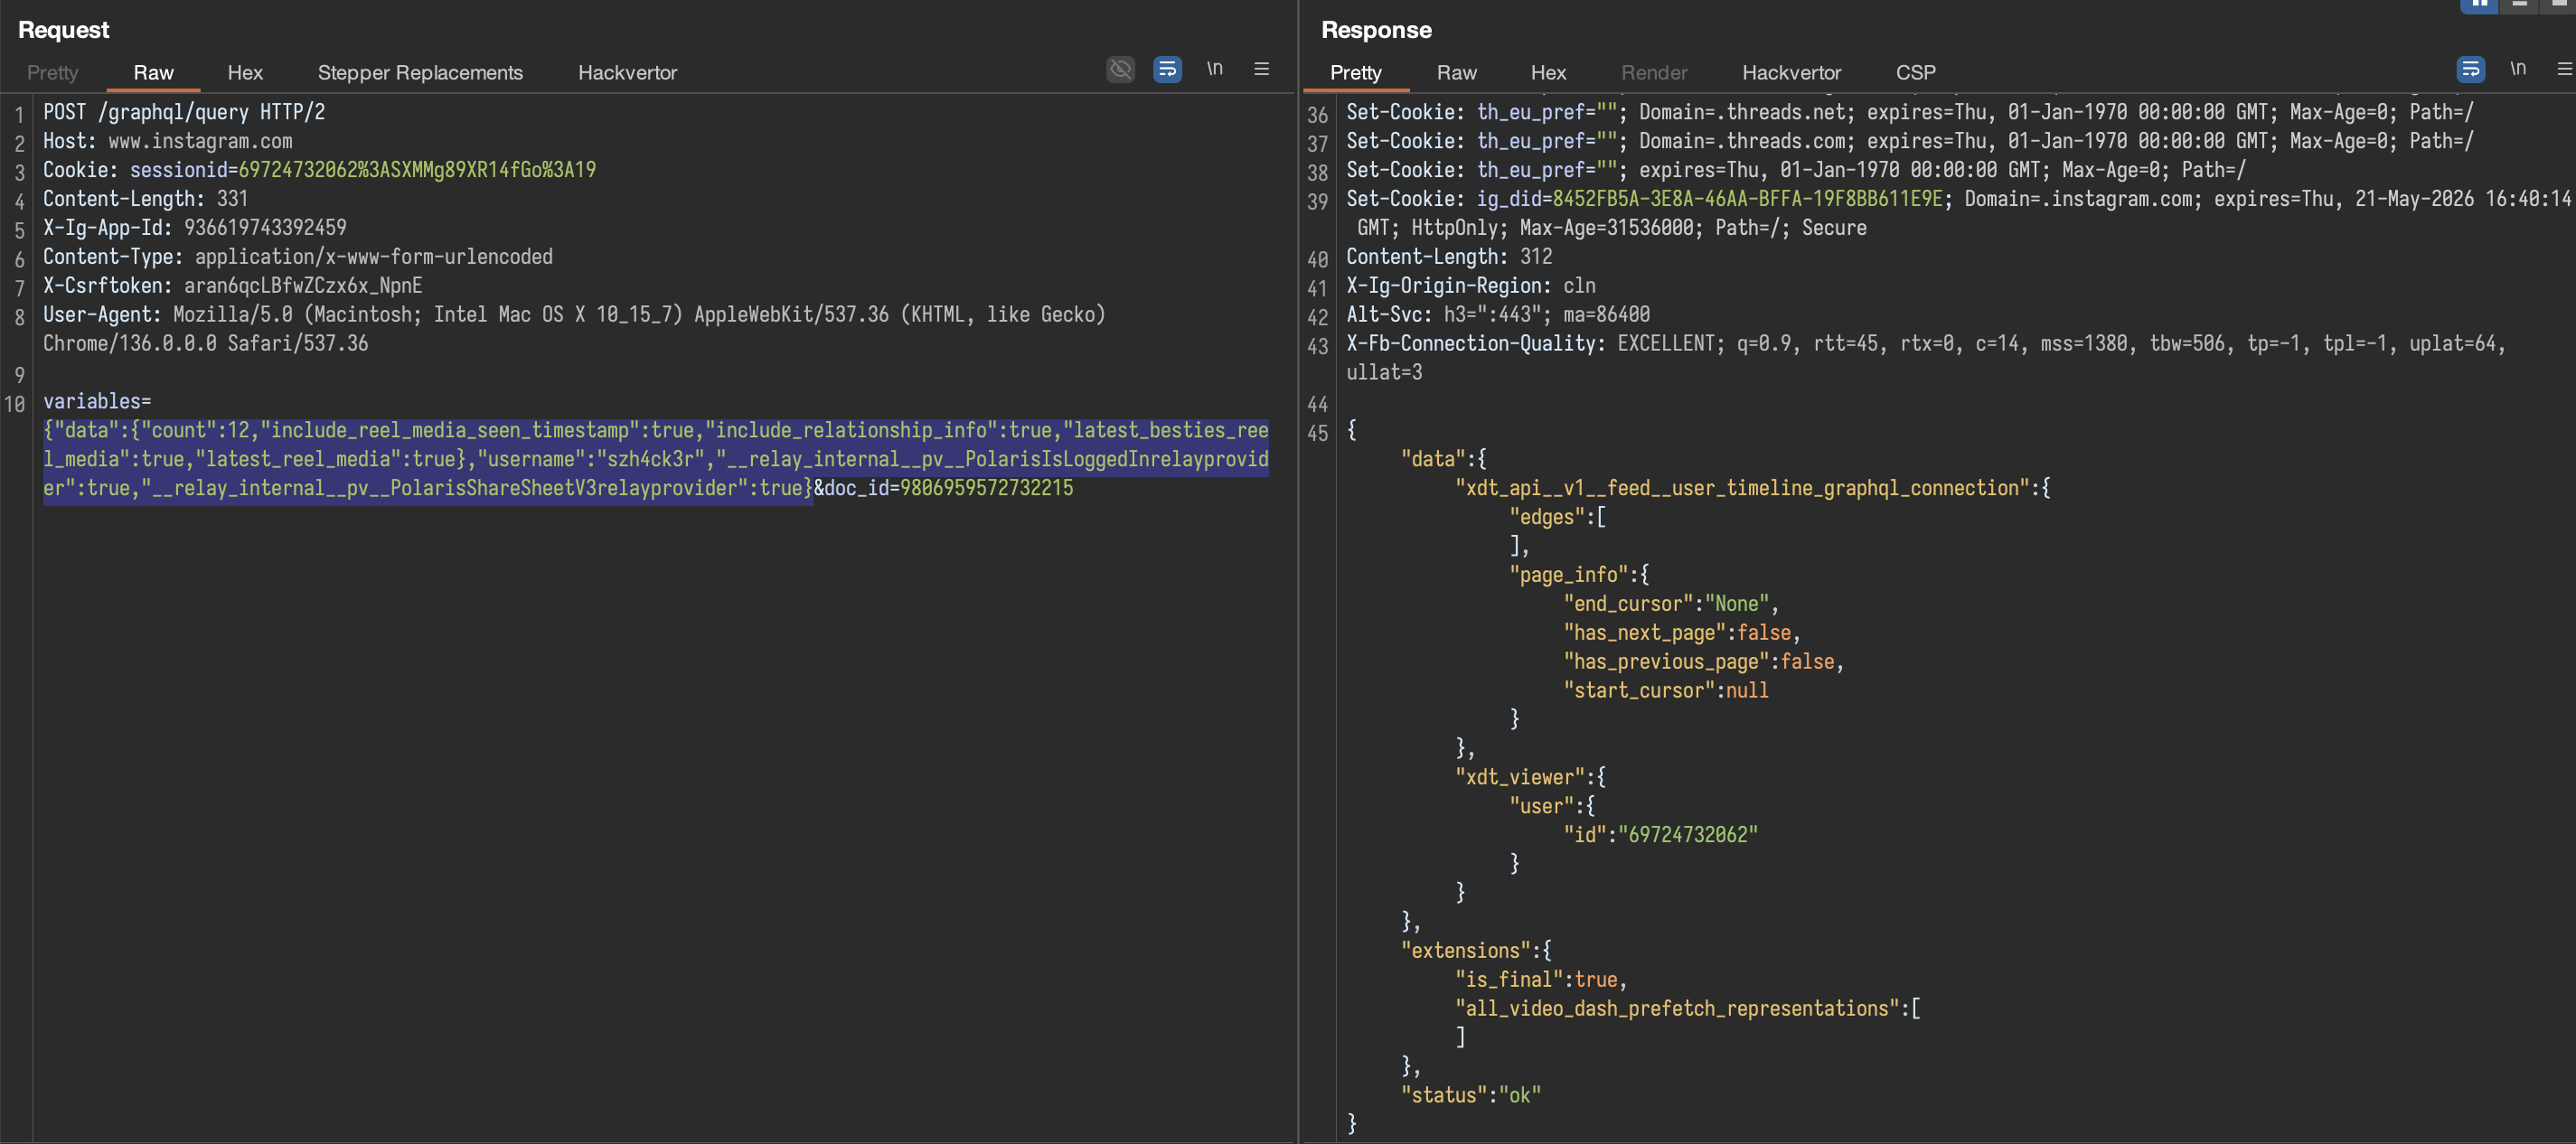 Request
Pretty Raw Hex Stepper Replacements Hackvertor \n
1 POST /graphql/query HTTP/2
2 Host: www.instagram.com
3 Cookie: sessionid=69724732062%3ASXMMg89XR14fGo%3A19
4 Content-Length: 331
5 X-Ig-App-Id: 936619743392459
6 Content-Type: application/x-www-form-urlencoded
7 X-Csrftoken: aran6qcLBfwZCzx6x_NpnE
8 User-Agent: Mozilla/5.0 (Macintosh; Intel Mac OS X 10_15_7) AppleWebKit/537.36 (KHTML, like Gecko)
Chrome/136.0.0.0 Safari/537.36
9
10 variables=
{"data":{"count":12,"include_reel_media_seen_timestamp":true,"include_relationship_info":true,"latest_besties_ree
l_media":true,"latest_reel_media":true},"username":"szh4ck3r","__relay_internal__pv__PolarisIsLoggedInrelayprovid
er":true,"__relay_internal__pv__PolarisShareSheetV3relayprovider":true}&doc_id=9806959572732215
Response
Pretty Raw Hex Render Hackvertor CSP \n
36 Set-Cookie: th_eu_pref=""; Domain=.threads.net; expires=Thu, 01-Jan-1970 00:00:00 GMT; Max-Age=0; Path=/
37 Set-Cookie: th_eu_pref=""; Domain=.threads.com; expires=Thu, 01-Jan-1970 00:00:00 GMT; Max-Age=0; Path=/
38 Set-Cookie: th_eu_pref=""; expires=Thu, 01-Jan-1970 00:00:00 GMT; Max-Age=0; Path=/
39 Set-Cookie: ig_did=8452FB5A-3E8A-46AA-BFFA-19F8BB611E9E; Domain=.instagram.com; expires=Thu, 21-May-2026 16:40:14
GMT; HttpOnly; Max-Age=31536000; Path=/; Secure
40 Content-Length: 312
41 X-Ig-Origin-Region: cln
42 Alt-Svc: h3=":443"; ma=86400
43 X-Fb-Connection-Quality: EXCELLENT; q=0.9, rtt=45, rtx=0, c=14, mss=1380, tbw=506, tp=-1, tpl=-1, uplat=64,
ullat=3
44
45 {
"data":{
"xdt_api__v1__feed__user_timeline_graphql_connection":{
"edges":[
],
"page_info":{
"end_cursor":"None",
"has_next_page":false,
"has_previous_page":false,
"start_cursor":null
}
},
"xdt_viewer":{
"user":{
"id":"69724732062"
}
}
},
"extensions":{
"is_final":true,
"all_video_dash_prefetch_representations":[
]
},
"status":"ok"
}